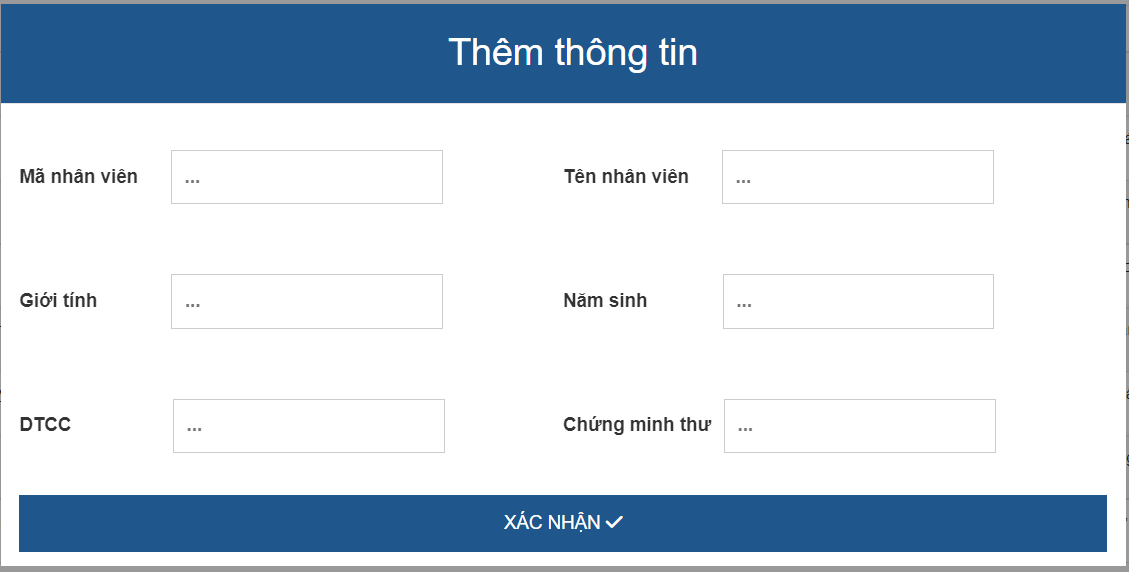 Thêm thông tin
Mã nhân viên ... Tên nhân viên ...
Giới tính ... Năm sinh ...
DTCC ... Chứng minh thư ...
XÁC NHẬN